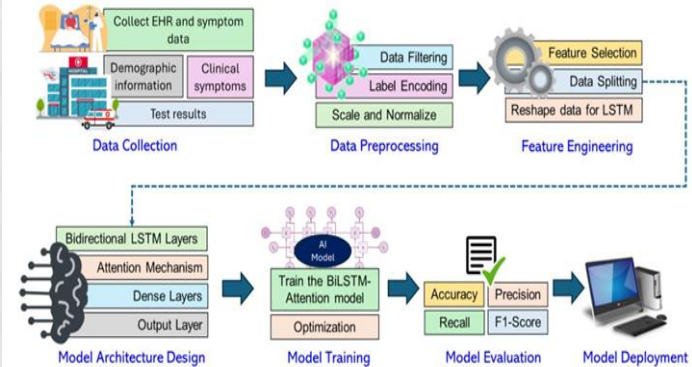 Collect EHR and symptom
data
Demographic
information
Clinical
symptoms
Test results
HOSPITAL
Data Collection
Data Filtering
Label Encoding
Scale and Normalize
Data Preprocessing
Feature Selection
Data Splitting
Reshape data for LSTM
Feature Engineering
Bidirectional LSTM Layers
Attention Mechanism
Dense Layers
Output Layer
Model Architecture Design
AI
Model
Train the BiLSTM-
Attention model
Optimization
Model Training
Accuracy
Precision
Recall
F1-Score
Model Evaluation
Model Deployment